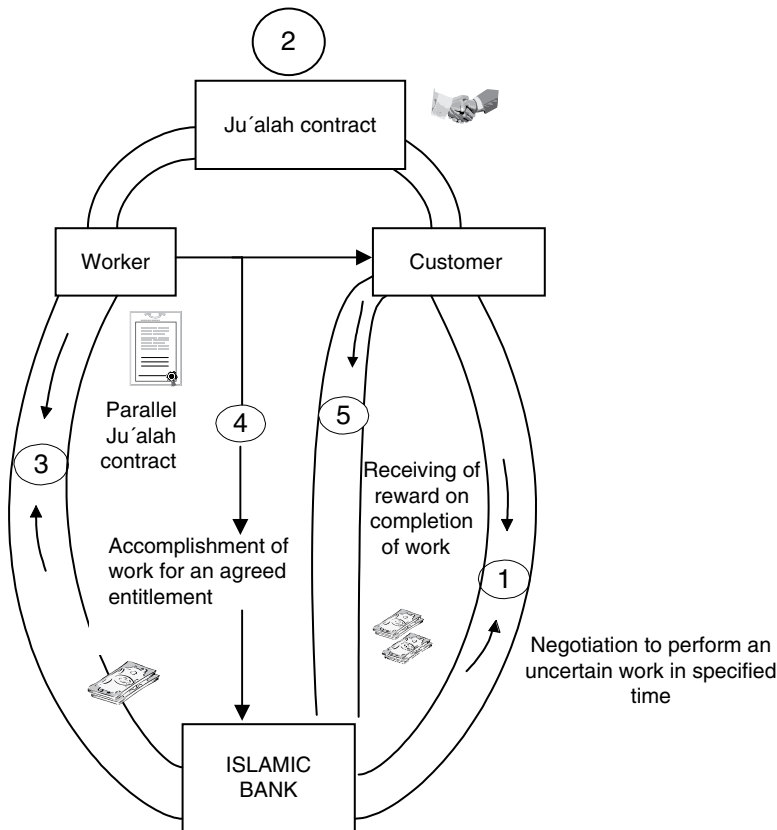 2
Ju´alah contract
Worker
Customer
Parallel
Ju´alah
contract
3
4
5
Receiving of
reward on
completion
of work
Accomplishment of
work for an agreed
entitlement
1
Negotiation to perform an
uncertain work in specified
time
ISLAMIC
BANK